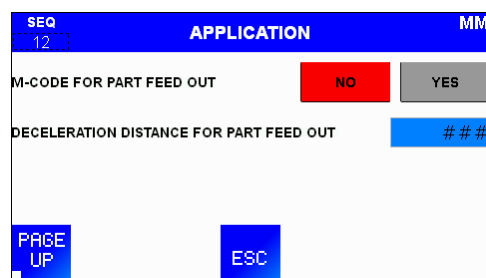 SEQ
12
APPLICATION
MM
M-CODE FOR PART FEED OUT
NO
YES
DECELERATION DISTANCE FOR PART FEED OUT
###
PAGE
UP
ESC